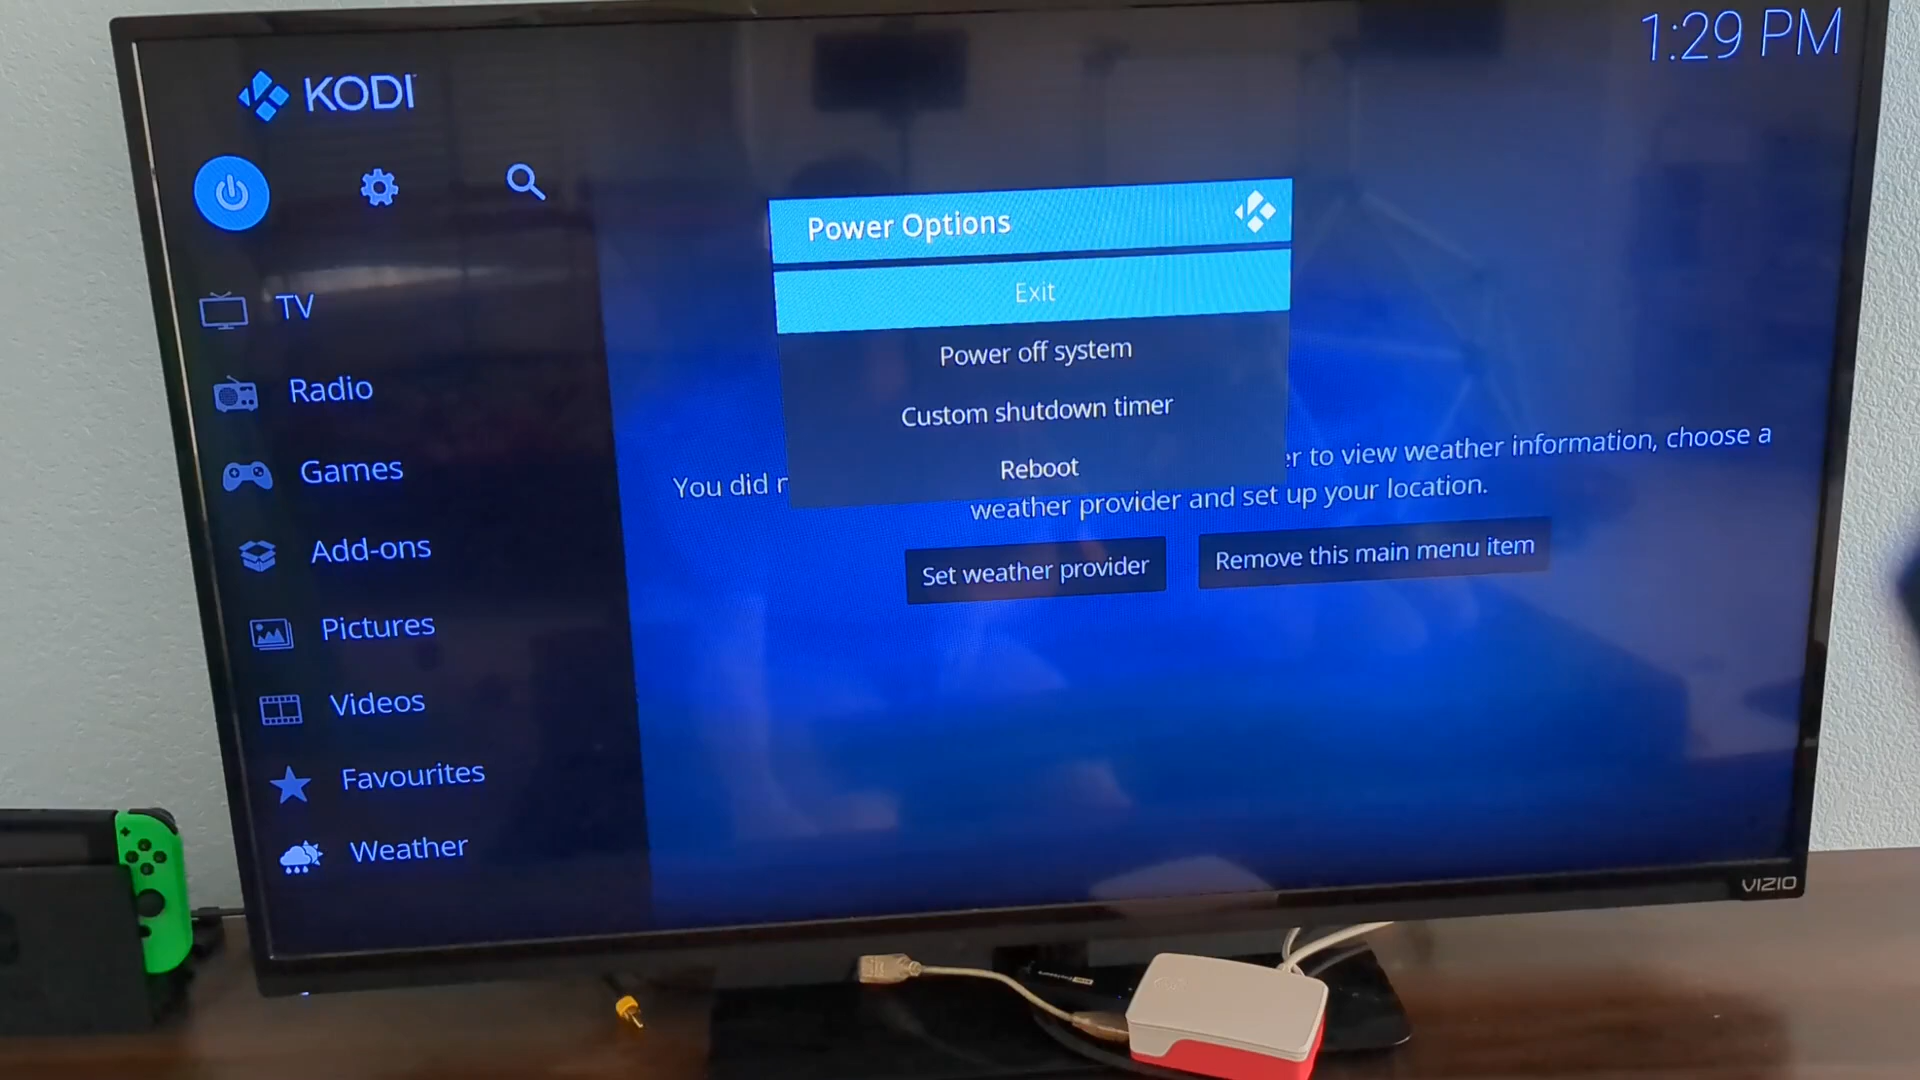 1:29 PM
KODI
Power Options
Exit
Power off system
Custom shutdown timer
Reboot
TV
Radio
Games
Add-ons
Pictures
Videos
Favourites
Weather
You did
to view weather information, choose a
weather provider and set up your location.
Set weather provider
Remove this main menu item
VIZIO